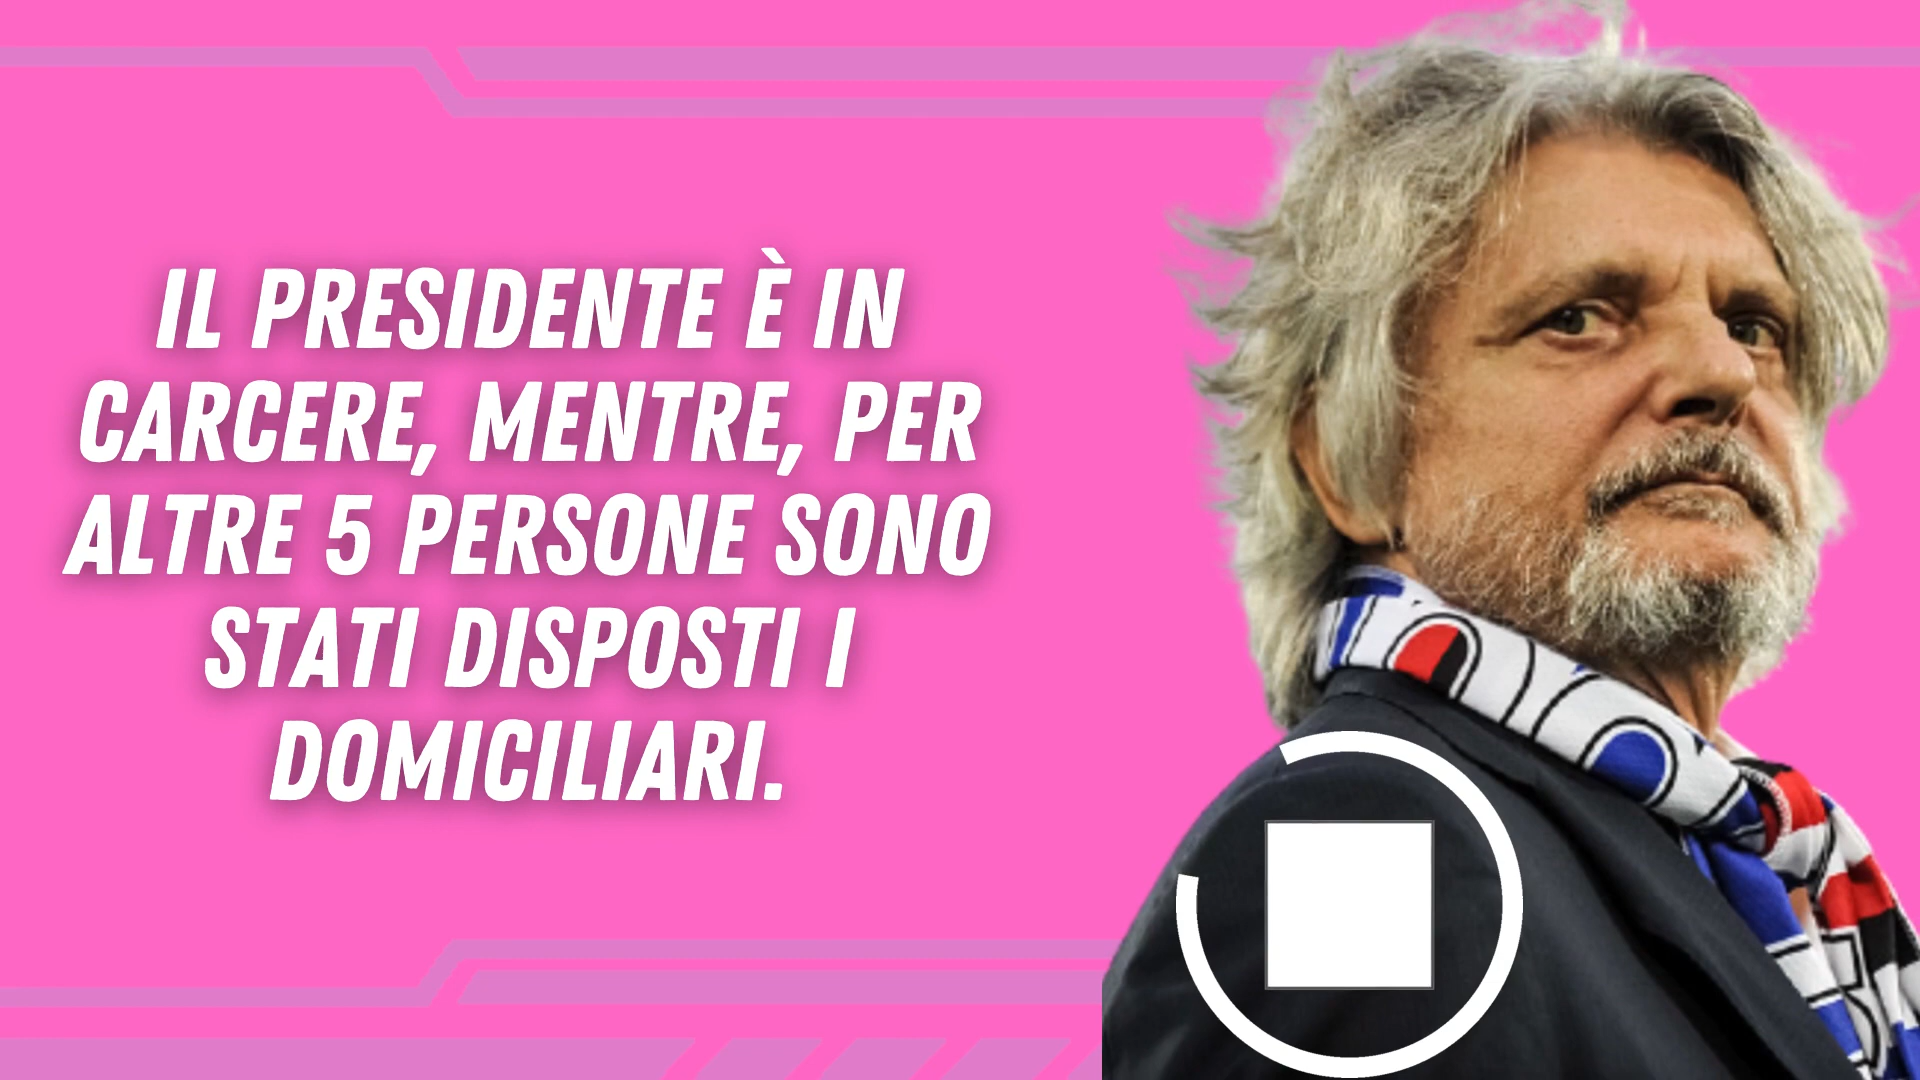 IL PRESIDENTE È IN
CARCERE, MENTRE, PER
ALTRE 5 PERSONE SONO
STATI DISPOSTI I
DOMICILIARI.